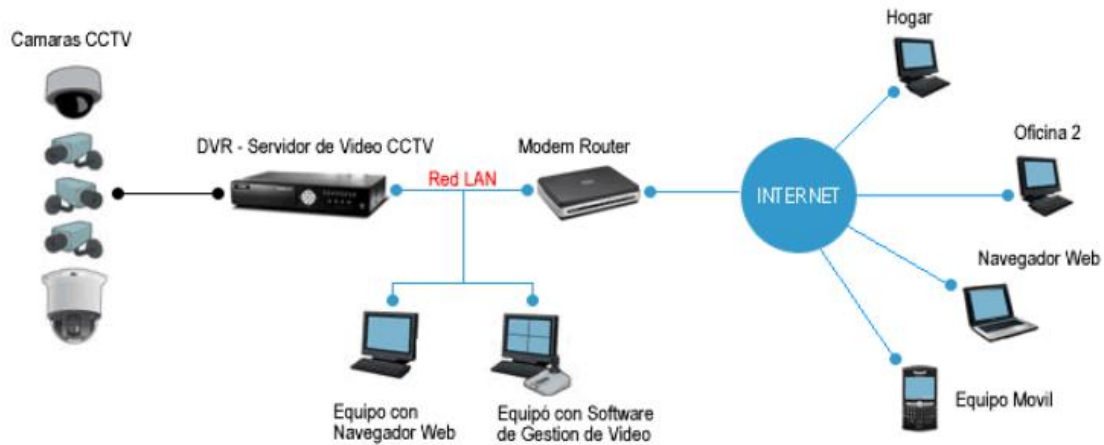 Camaras CCTV
DVR - Servidor de Video CCTV
Red LAN
Modem Router
INTERNET
Hogar
Oficina 2
Navegador Web
Equipo Movil
Equipo con
Navegador Web
Equipó con Software
de Gestion de Video